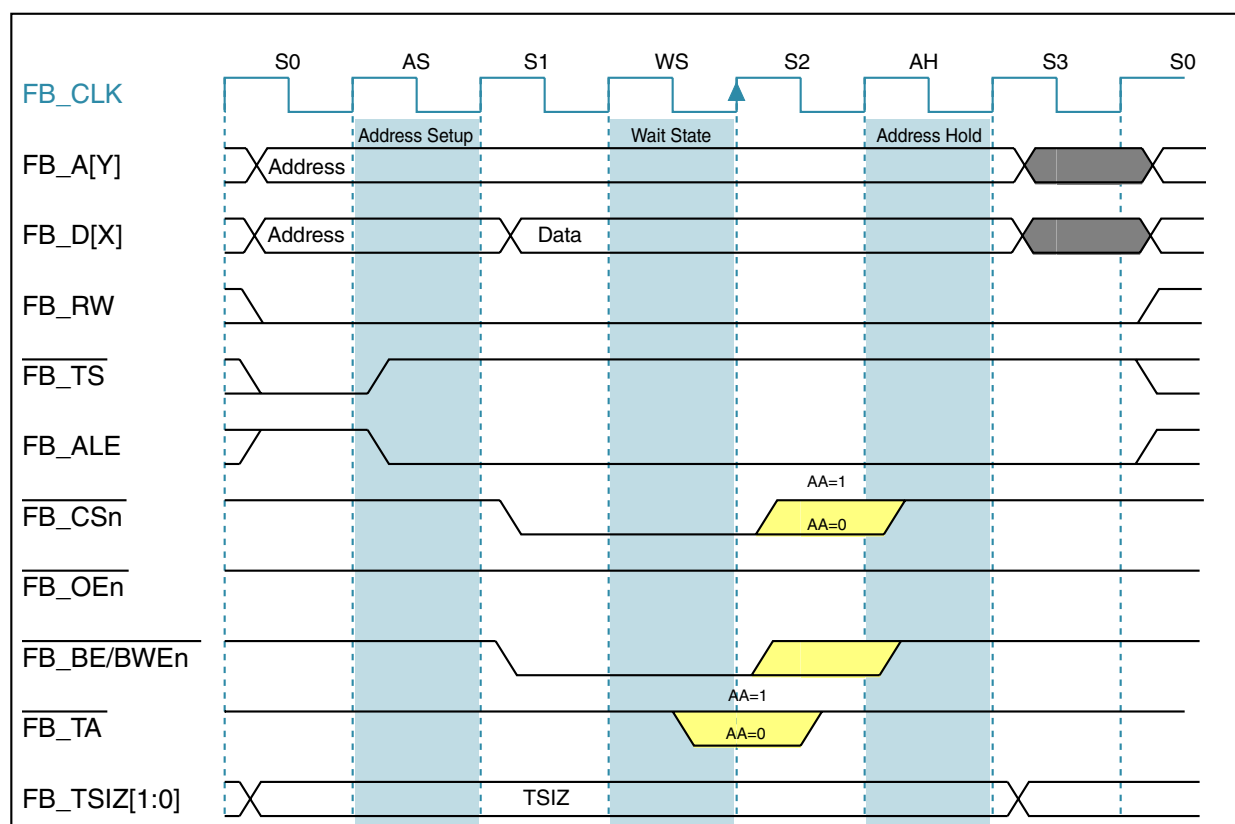 S0 AS S1 WS S2 AH S3 S0
FB_CLK
Address Setup Wait State Address Hold
FB_A[Y] Address
FB_D[X] Address Data
FB_RW
FB_TS
FB_ALE
AA=1
FB_CSn AA=0
FB_OEn
FB_BE/BWEn
AA=1
FB_TA AA=0
FB_TSIZ[1:0] TSIZ